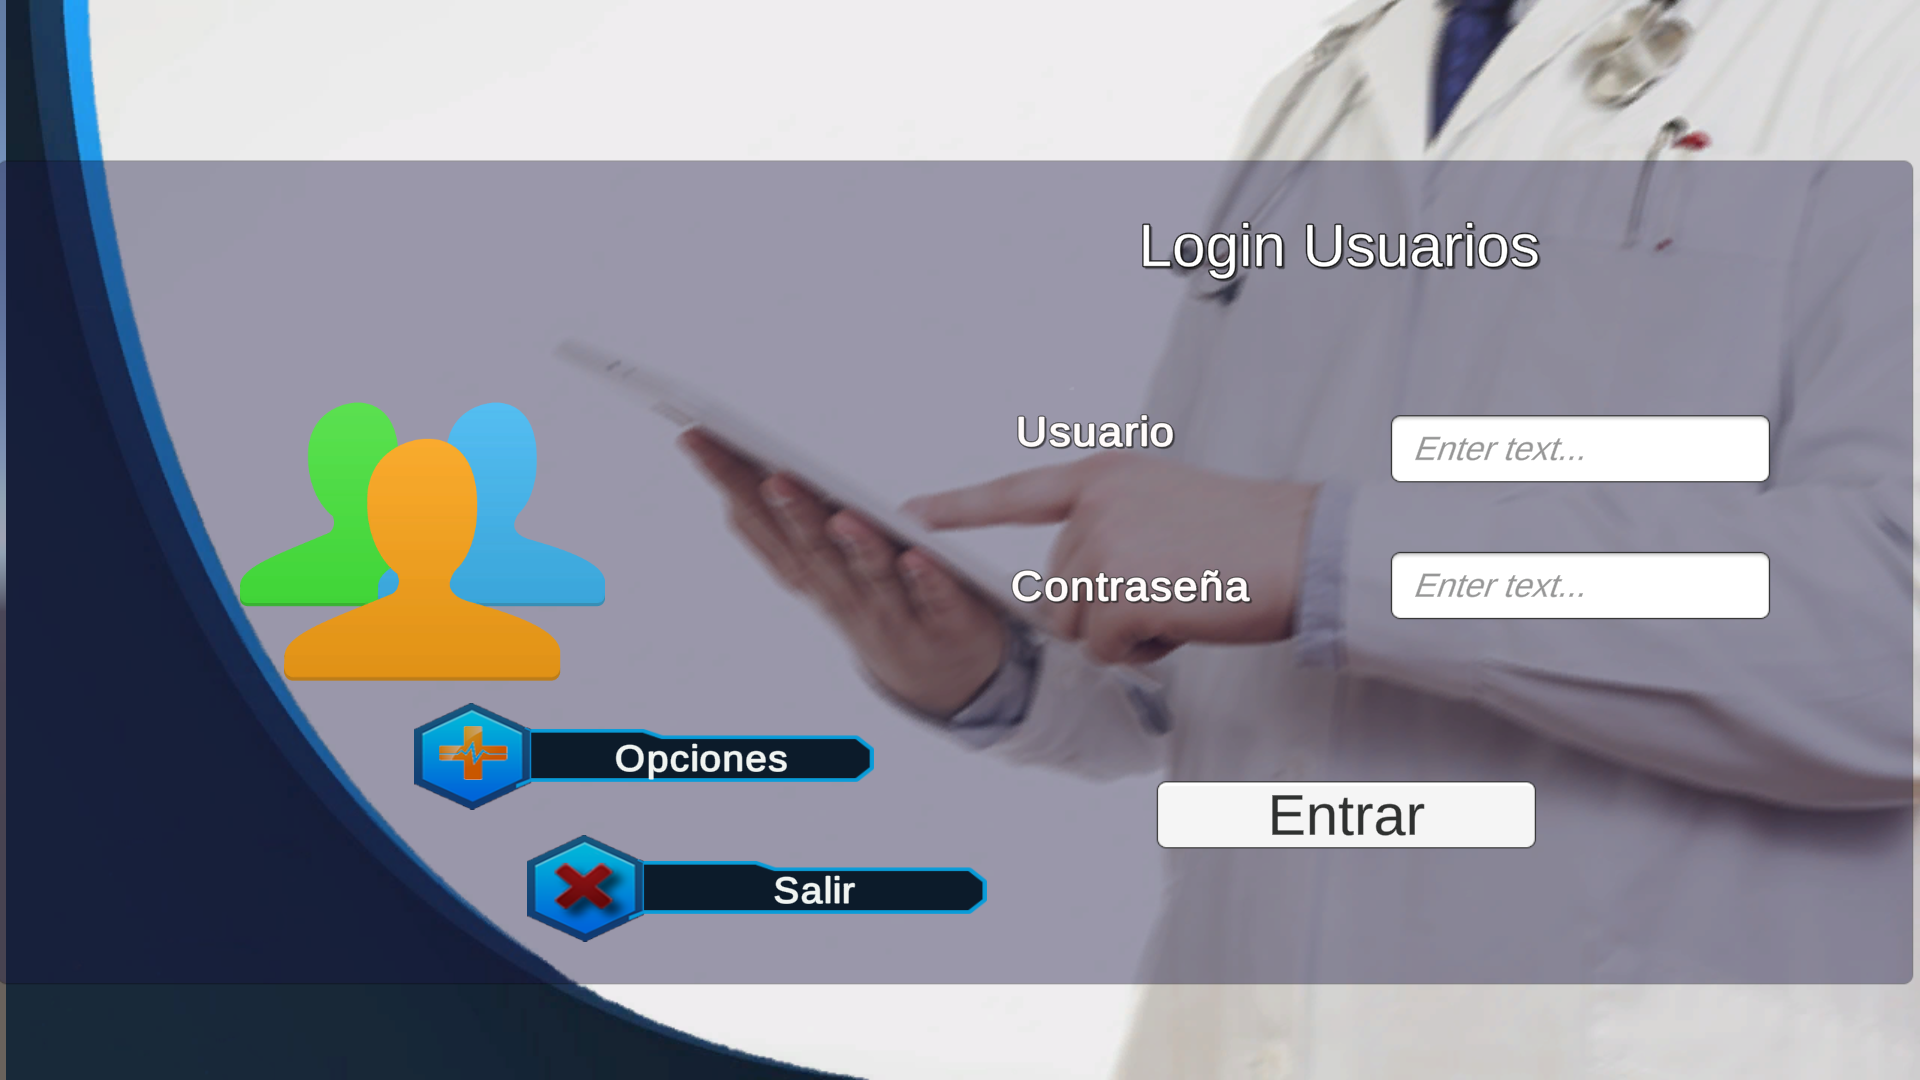 Login Usuarios
Usuario
Enter text...
Contraseña
Enter text...
Opciones
Entrar
Salir